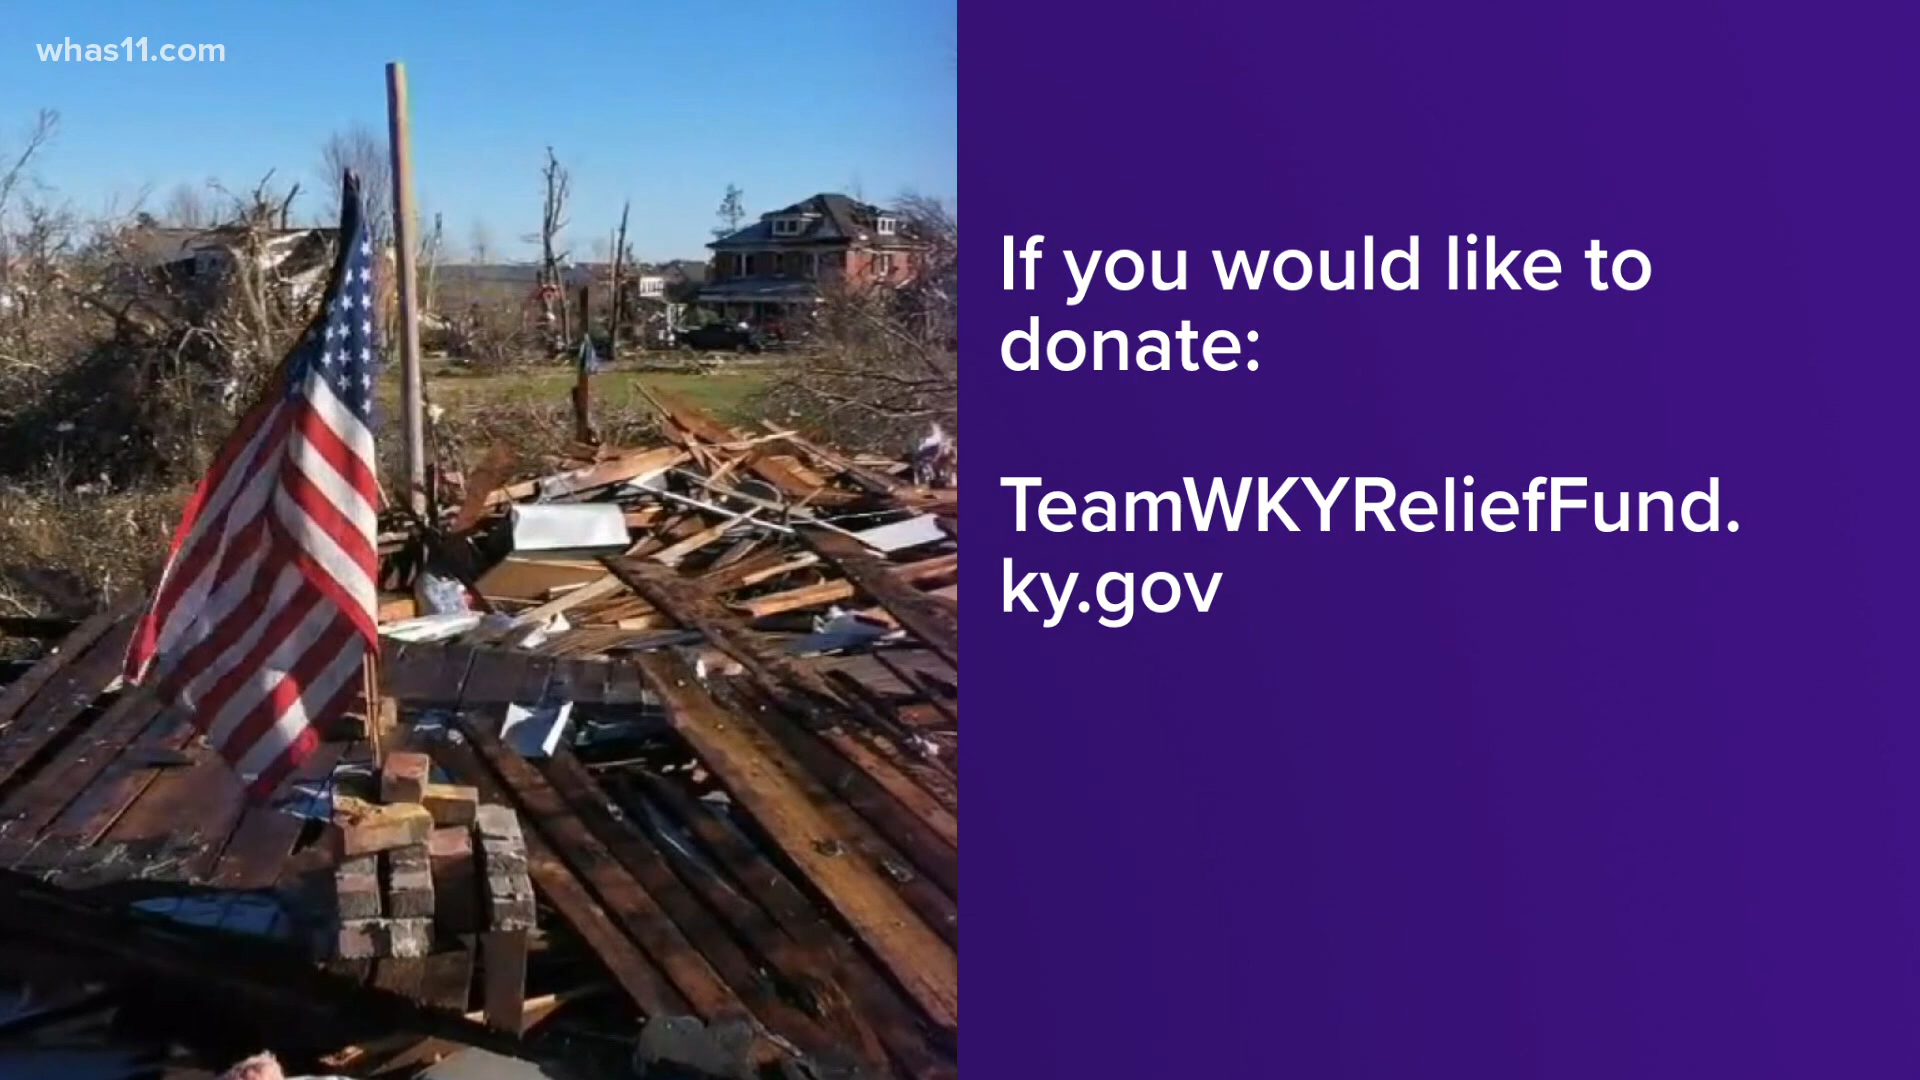 whas11.com
If you would like to
donate:
TeamWKYReliefFund.
ky.gov